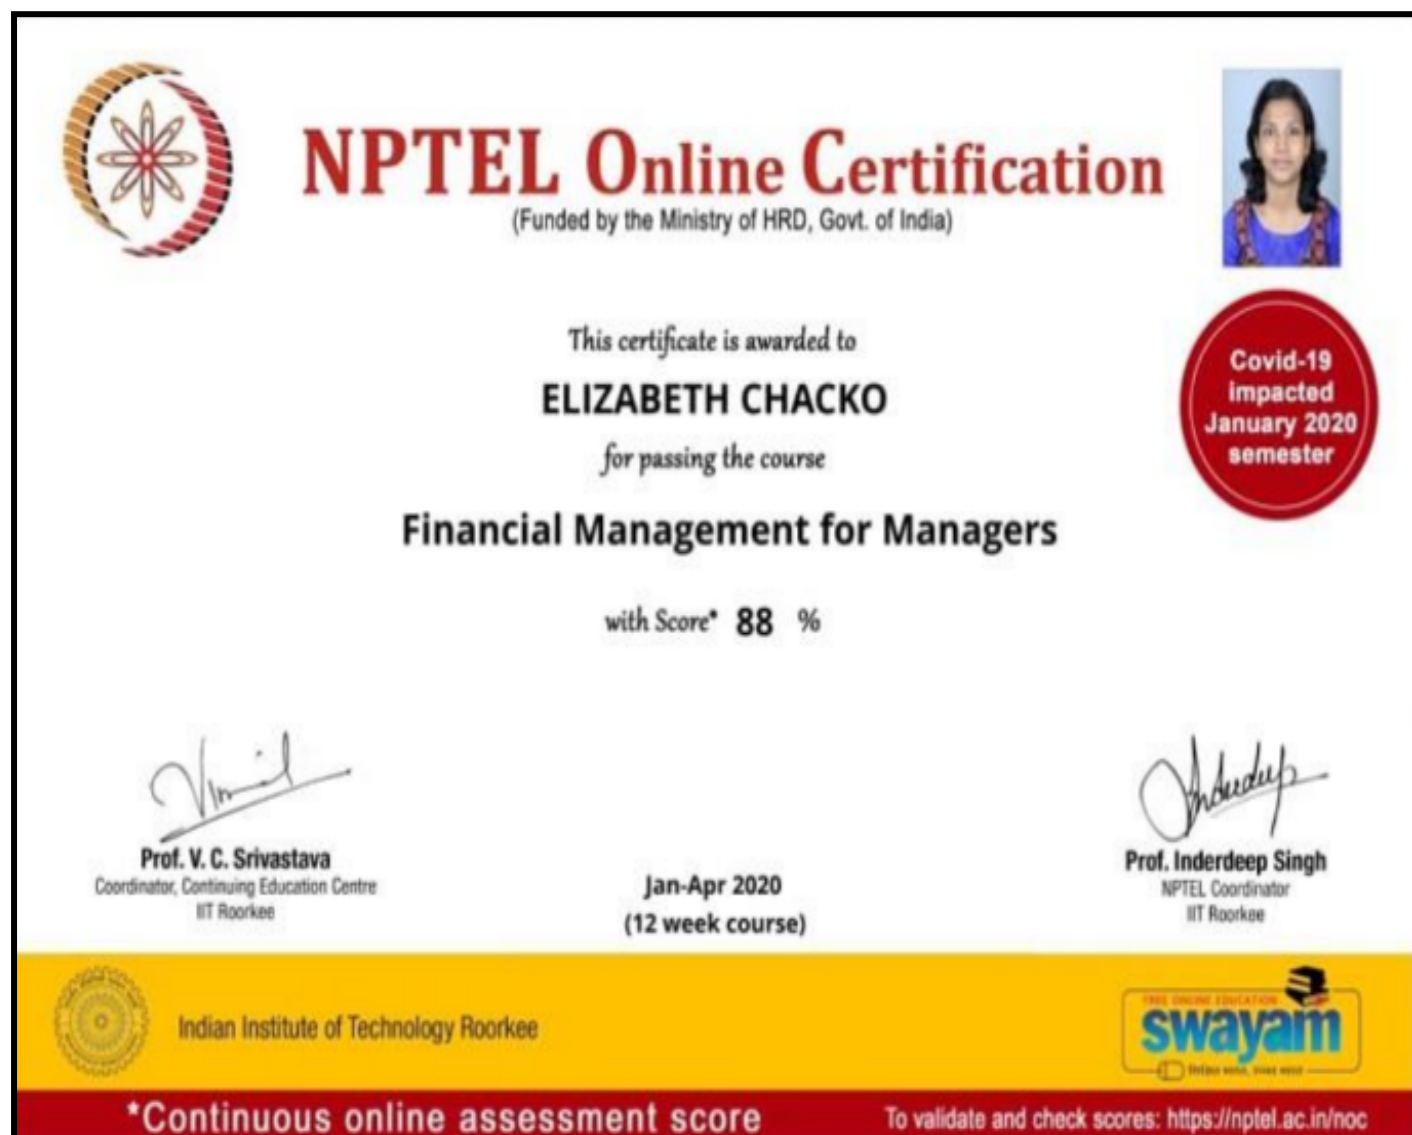 NPTEL Online Certification
(Funded by the Ministry of HRD, Govt. of India)
This certificate is awarded to
ELIZABETH CHACKO
for passing the course
Financial Management for Managers
with Score* 88 %
Covid-19
impacted
January 2020
semester
Prof. V. C. Srivastava
Coordinator, Continuing Education Centre
IIT Roorkee
Jan-Apr 2020
(12 week course)
Prof. Inderdeep Singh
NPTEL Coordinator
IIT Roorkee
Indian Institute of Technology Roorkee
FREE ONLINE EDUCATION
swayam
*Continuous online assessment score
To validate and check scores: https://nptel.ac.in/noc